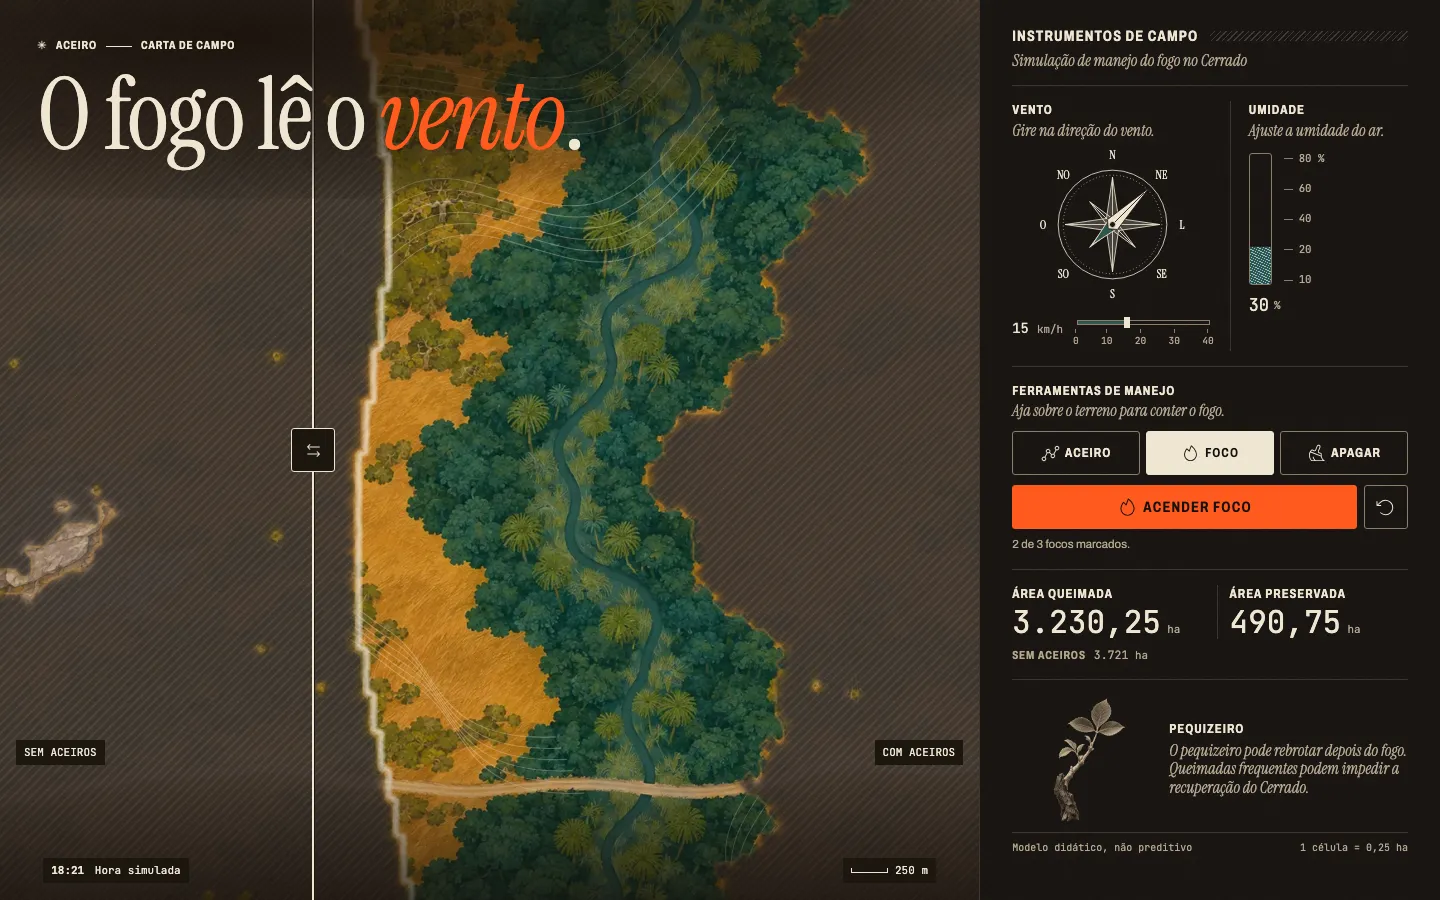 ACEIRO — CARTA DE CAMPO
O fogo lê o vento.
SEM ACEIROS
COM ACEIROS
18:21 Hora simulada
250 m
INSTRUMENTOS DE CAMPO
Simulação de manejo do fogo no Cerrado
VENTO
Gire na direção do vento.
N
NO
NE
O
L
SO
SE
S
15 km/h
0 10 20 30 40
UMIDADE
Ajuste a umidade do ar.
80 %
60
40
20
10
30 %
FERRAMENTAS DE MANEJO
Aja sobre o terreno para conter o fogo.
ACEIRO
FOCO
APAGAR
ACENDER FOCO
2 de 3 focos marcados.
ÁREA QUEIMADA
3.230,25 ha
SEM ACEIROS 3.721 ha
ÁREA PRESERVADA
490,75 ha
PEQUIZEIRO
O pequizeiro pode rebrotar depois do fogo.
Queimadas frequentes podem impedir a
recuperação do Cerrado.
Modelo didático, não preditivo
1 célula = 0,25 ha